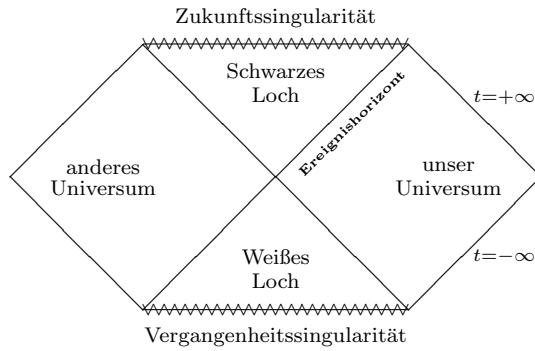 Zukunftssingularität
Schwarzes
Loch
Ereignishorizont
t=+∞
anderes
Universum
unser
Universum
Weißes
Loch
t=−∞
Vergangenheitssingularität